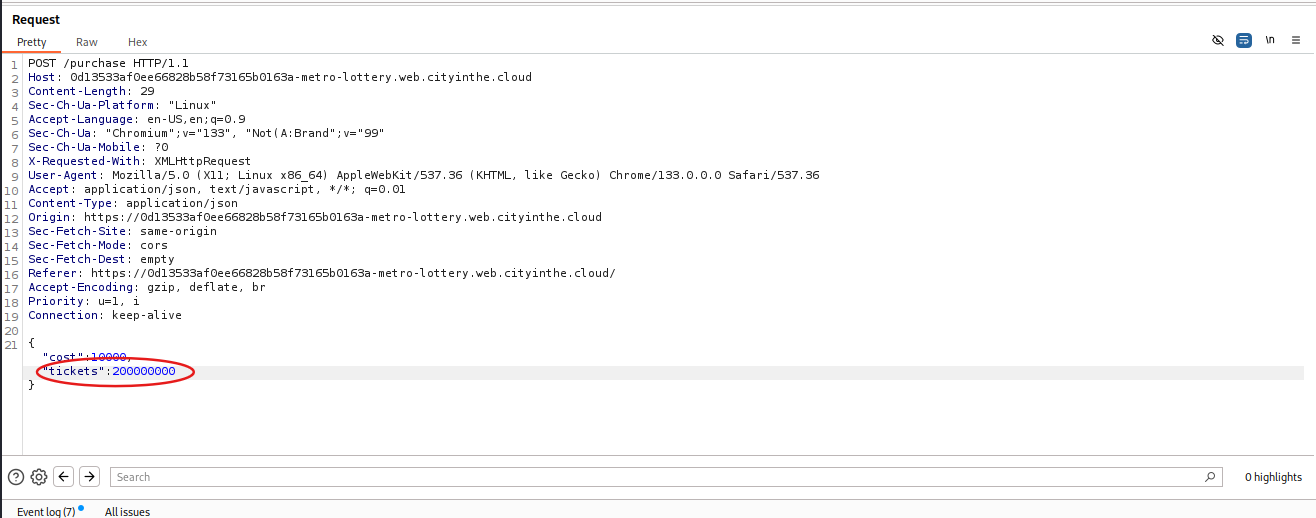 Request
Pretty Raw Hex
\n
1 POST /purchase HTTP/1.1
2 Host: 0d13533af0ee66828b58f73165b0163a-metro-lottery.web.cityinthe.cloud
3 Content-Length: 29
4 Sec-Ch-Ua-Platform: "Linux"
5 Accept-Language: en-US,en;q=0.9
6 Sec-Ch-Ua: "Chromium";v="133", "Not(A:Brand";v="99"
7 Sec-Ch-Ua-Mobile: ?0
8 X-Requested-With: XMLHttpRequest
9 User-Agent: Mozilla/5.0 (X11; Linux x86_64) AppleWebKit/537.36 (KHTML, like Gecko) Chrome/133.0.0.0 Safari/537.36
10 Accept: application/json, text/javascript, */*; q=0.01
11 Content-Type: application/json
12 Origin: https://0d13533af0ee66828b58f73165b0163a-metro-lottery.web.cityinthe.cloud
13 Sec-Fetch-Site: same-origin
14 Sec-Fetch-Mode: cors
15 Sec-Fetch-Dest: empty
16 Referer: https://0d13533af0ee66828b58f73165b0163a-metro-lottery.web.cityinthe.cloud/
17 Accept-Encoding: gzip, deflate, br
18 Priority: u=1, i
19 Connection: keep-alive
20
21 {
"cost":10000,
"tickets":200000000
}
Search 0 highlights
Event log (7) All issues